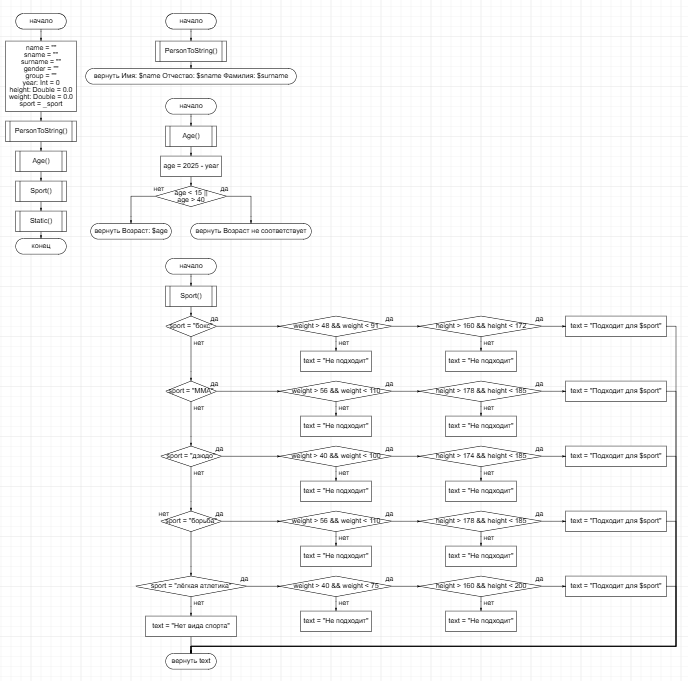 начало
name = ""
sname = ""
surname = ""
gender = ""
group = ""
year: Int = 0
height: Double = 0.0
weight: Double = 0.0
sport = _sport
PersonToString()
Age()
Sport()
Static()
конец
начало
PersonToString()
вернуть Имя: $name Отчество: $sname Фамилия: $surname
начало
Age()
age = 2025 - year
нет
age < 15 ||
age > 40
да
вернуть Возраст: $age
вернуть Возраст не соответствует
начало
Sport()
sport = "бокс"
да
weight > 48 && weight < 91
да
height > 160 && height < 172
да
text = "Подходит для $sport"
нет
нет
нет
text = "Не подходит"
text = "Не подходит"
sport = "ММА"
да
weight > 56 && weight < 110
да
height > 178 && height < 185
да
text = "Подходит для $sport"
нет
нет
нет
text = "Не подходит"
text = "Не подходит"
sport = "дзюдо"
да
weight > 40 && weight < 100
да
height > 174 && height < 185
да
text = "Подходит для $sport"
нет
нет
нет
text = "Не подходит"
text = "Не подходит"
нет
sport = "борьба"
да
weight > 56 && weight < 110
да
height > 178 && height < 185
да
text = "Подходит для $sport"
нет
нет
text = "Не подходит"
text = "Не подходит"
sport = "лёгкая атлетика"
да
weight > 40 && weight < 75
да
height > 160 && height < 200
да
text = "Подходит для $sport"
нет
нет
нет
text = "Не подходит"
text = "Не подходит"
text = "Нет вида спорта"
вернуть text